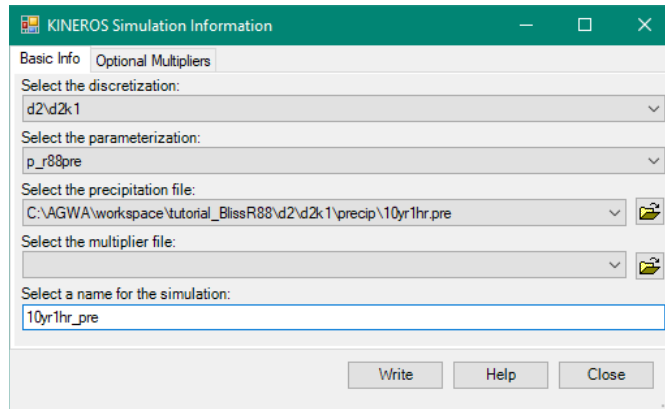 KINEROS Simulation Information
Basic Info Optional Multipliers
Select the discretization:
d2\d2k1
Select the parameterization:
p_r88pre
Select the precipitation file:
C:\AGWA\workspace\tutorial_BlissR88\d2\d2k1\precip\10yr1hr.pre
Select the multiplier file:
Select a name for the simulation:
10yr1hr_pre
Write Help Close